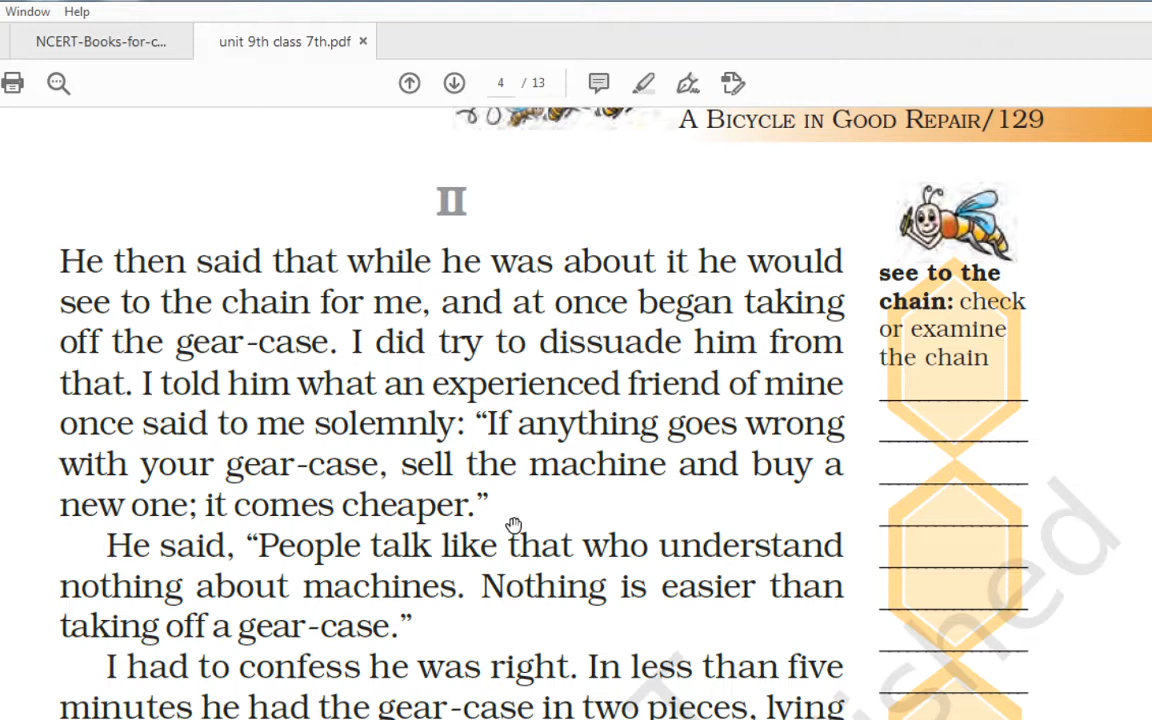 Window Help
NCERT-Books-for-c...
unit 9th class 7th.pdf ×
4 / 13
A BICYCLE IN GOOD REPAIR/129
II
He then said that while he was about it he would
see to the chain for me, and at once began taking
off the gear-case. I did try to dissuade him from
that. I told him what an experienced friend of mine
once said to me solemnly: “If anything goes wrong
with your gear-case, sell the machine and buy a
new one; it comes cheaper.”
He said, “People talk like that who understand
nothing about machines. Nothing is easier than
taking off a gear-case.”
I had to confess he was right. In less than five
minutes he had the gear-case in two pieces, lying
see to the
chain: check
or examine
the chain